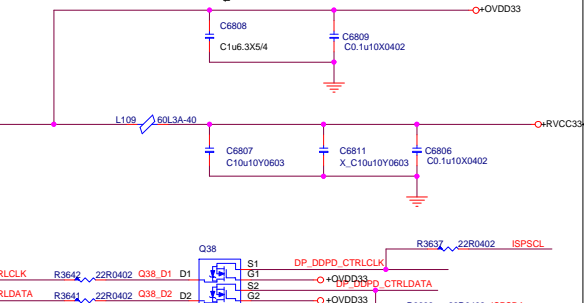 +OVDD33
C6808
C1u6.3X5/4
C6809
C0.1u10X0402
L109 60L3A-40
+RVCC33
C6807
C10u10Y0603
C6811
X_C10u10Y0603
C6806
C0.1u10X0402
Q38
R3637 22R0402 ISPSCL
S1 DP_DDPD_CTRLCLK
RLCLK R3642 22R0402 Q38_D1 D1 G1 +OVDD33
S2 DP_DDPD_CTRLDATA
RLDATA R3641 22R0402 Q38_D2 D2 G2 +OVDD33